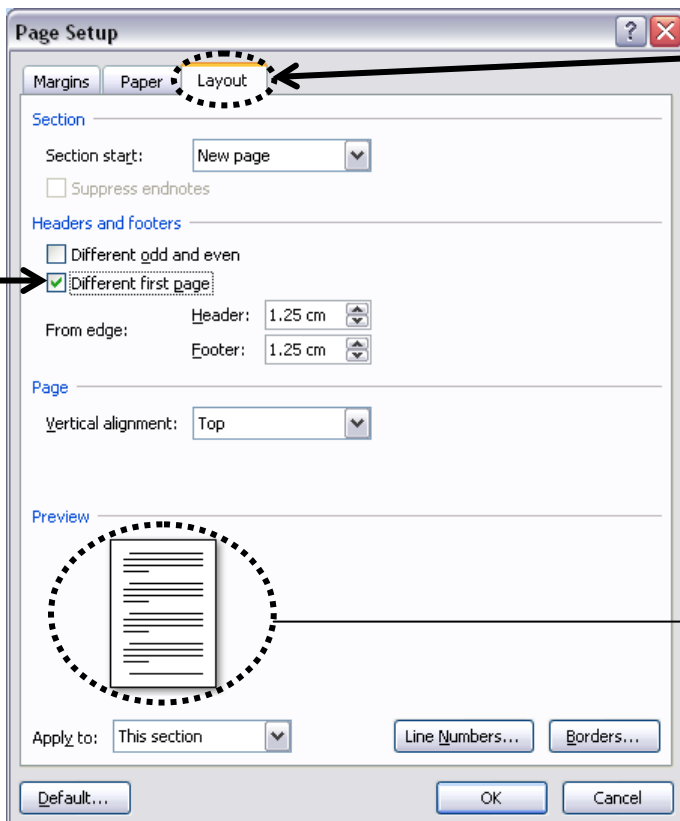 Page Setup ?
Margins Paper Layout
Section
Section start: New page
Suppress endnotes
Headers and footers
Different odd and even
Different first page
From edge: Header: 1.25 cm
Footer: 1.25 cm
Page
Vertical alignment: Top
Preview
Apply to: This section Line Numbers... Borders...
Default... OK Cancel